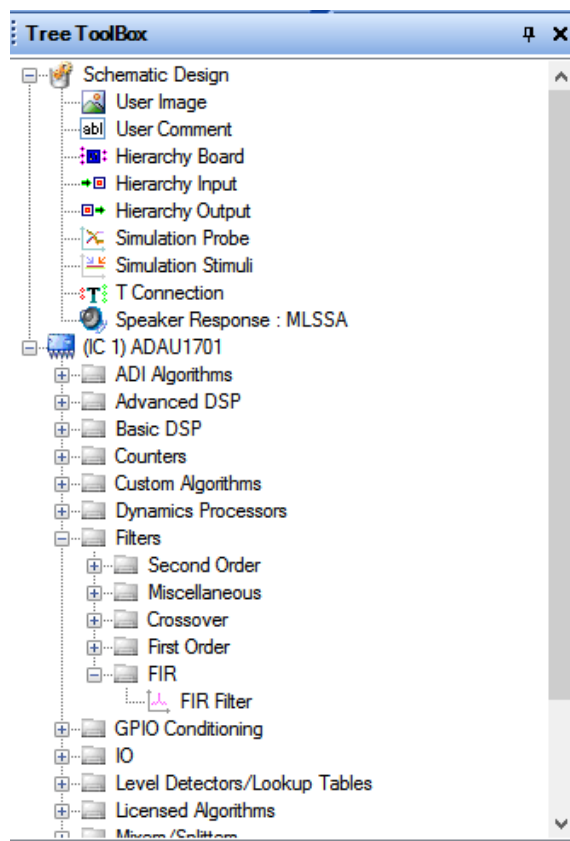 Tree ToolBox
Schematic Design
User Image
abl User Comment
Hierarchy Board
Hierarchy Input
Hierarchy Output
Simulation Probe
Simulation Stimuli
T T Connection
Speaker Response : MLSSA
(IC 1) ADAU1701
ADI Algorithms
Advanced DSP
Basic DSP
Counters
Custom Algorithms
Dynamics Processors
Filters
Second Order
Miscellaneous
Crossover
First Order
FIR
FIR Filter
GPIO Conditioning
IO
Level Detectors/Lookup Tables
Licensed Algorithms